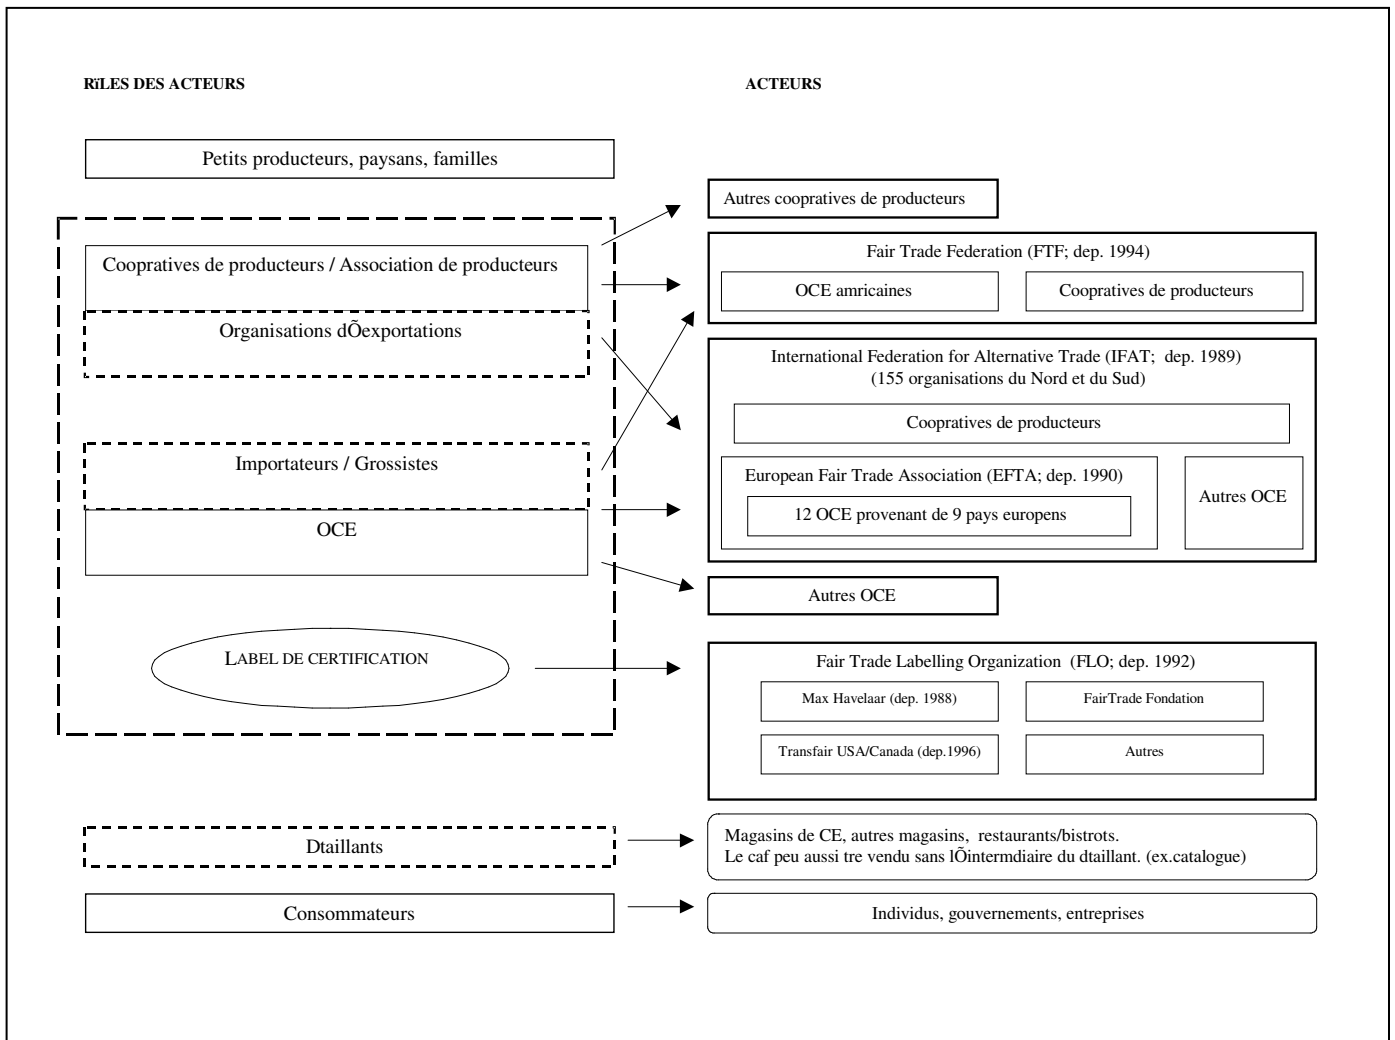 RïLES DES ACTEURS
ACTEURS
Petits producteurs, paysans, familles
Autres coopratives de producteurs
Coopratives de producteurs / Association de producteurs
Organisations dÕexportations
Fair Trade Federation (FTF; dep. 1994)
OCE amricaines
Coopratives de producteurs
International Federation for Alternative Trade (IFAT;  dep. 1989)
(155 organisations du Nord et du Sud)
Coopratives de producteurs
Importateurs / Grossistes
OCE
European Fair Trade Association (EFTA; dep. 1990)
12 OCE provenant de 9 pays europens
Autres OCE
Autres OCE
LABEL DE CERTIFICATION
Fair Trade Labelling Organization  (FLO; dep. 1992)
Max Havelaar (dep. 1988)
FairTrade Fondation
Transfair USA/Canada (dep.1996)
Autres
Dtaillants
Magasins de CE, autres magasins,  restaurants/bistrots.
Le caf peu aussi tre vendu sans lÕintermdiaire du dtaillant. (ex.catalogue)
Consommateurs
Individus, gouvernements, entreprises